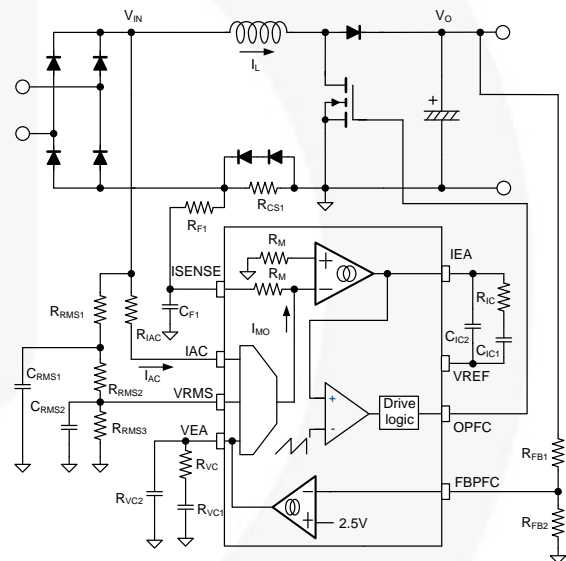 VIN
VO
IL
RCS1
RF1
ISENSE
RM
RM
IEA
RIC
CIC2
CIC1
VREF
CF1
IMO
RRMS1
RIAC
IAC
IAC
CRMS1
RRMS2
VRMS
CRMS2
RRMS3
VEA
RVC
RVC2
RVC1
+
-
+
-
Drive
logic
OPFC
FBPFC
-
+
2.5V
RFB1
RFB2
+